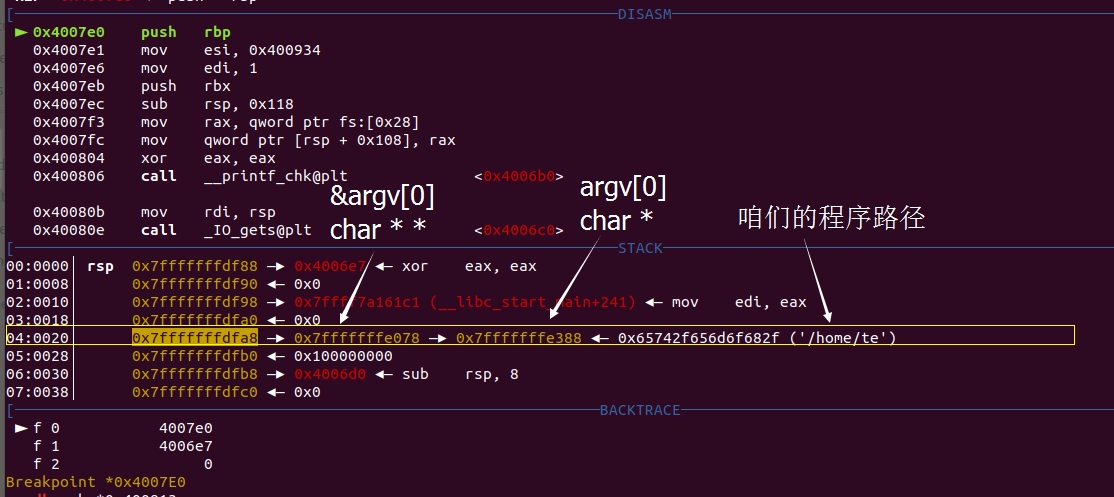 DISASM
► 0x4007e0 push rbp
0x4007e1 mov esi, 0x400934
0x4007e6 mov edi, 1
0x4007eb push rbx
0x4007ec sub rsp, 0x118
0x4007f3 mov rax, qword ptr fs:[0x28]
0x4007fc mov qword ptr [rsp + 0x108], rax
0x400804 xor eax, eax
0x400806 call __printf_chk@plt <0x4006b0>
0x40080b mov rdi, rsp
0x40080e call _IO_gets@plt <0x4006c0>
&argv[0]
char * *
argv[0]
char *
咱们的程序路径
[ STACK
00:0000│ rsp 0x7fffffffdf88 —▸ 0x4006e7 ◂— xor eax, eax
01:0008│ 0x7fffffffdf90 ◂— 0x0
02:0010│ 0x7fffffffdf98 —▸ 0x7ffff7a161c1 (__libc_start_main+241) ◂— mov edi, eax
03:0018│ 0x7fffffffdfa0 ◂— 0x0
04:0020│ 0x7fffffffdfa8 —▸ 0x7fffffffe078 —▸ 0x7fffffffe388 ◂— 0x65742f656d6f682f ('/home/te')
05:0028│ 0x7fffffffdfb0 ◂— 0x100000000
06:0030│ 0x7fffffffdfb8 —▸ 0x4006d0 ◂— sub rsp, 8
07:0038│ 0x7fffffffdfc0 ◂— 0x0
[ BACKTRACE
► f 0 4007e0
f 1 4006e7
f 2 0
Breakpoint *0x4007E0